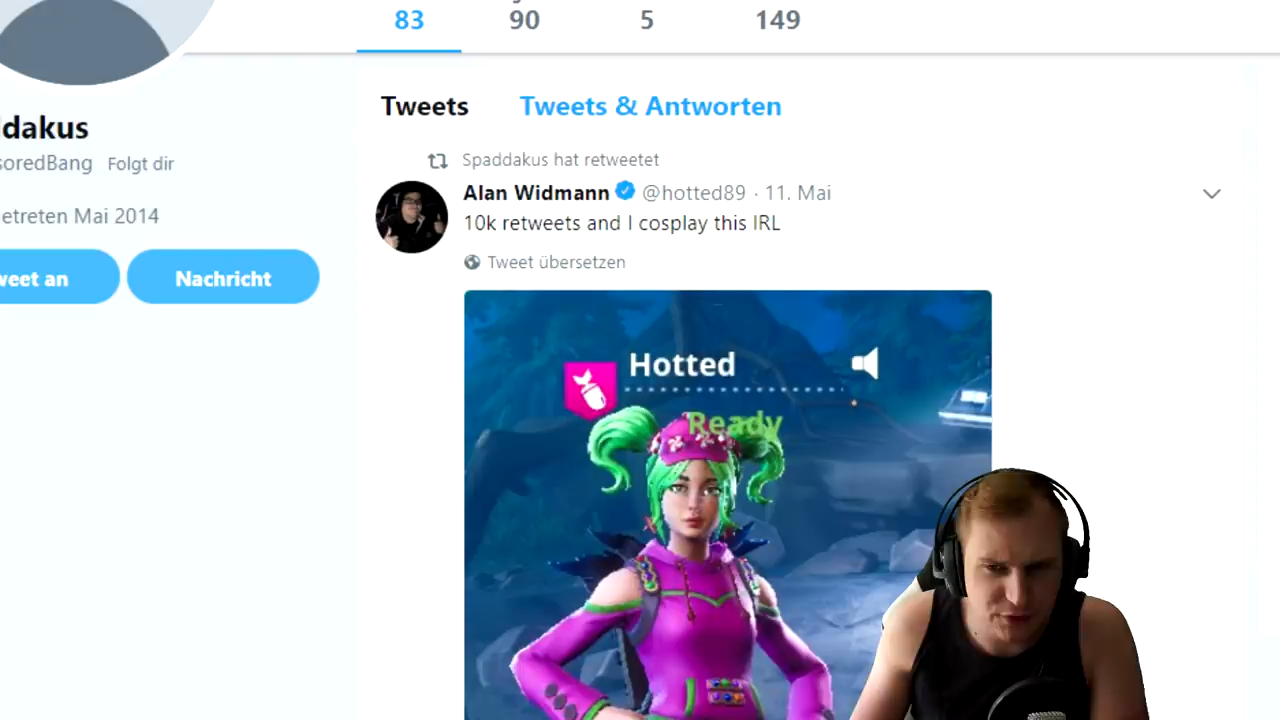 83 90 5 149
Tweets Tweets & Antworten
dakus
soredBang Folgt dir
etreten Mai 2014
weet an Nachricht
Spaddakus hat retweetet
Alan Widmann @hotted89 · 11. Mai
10k retweets and I cosplay this IRL
Tweet übersetzen
Hotted
Ready